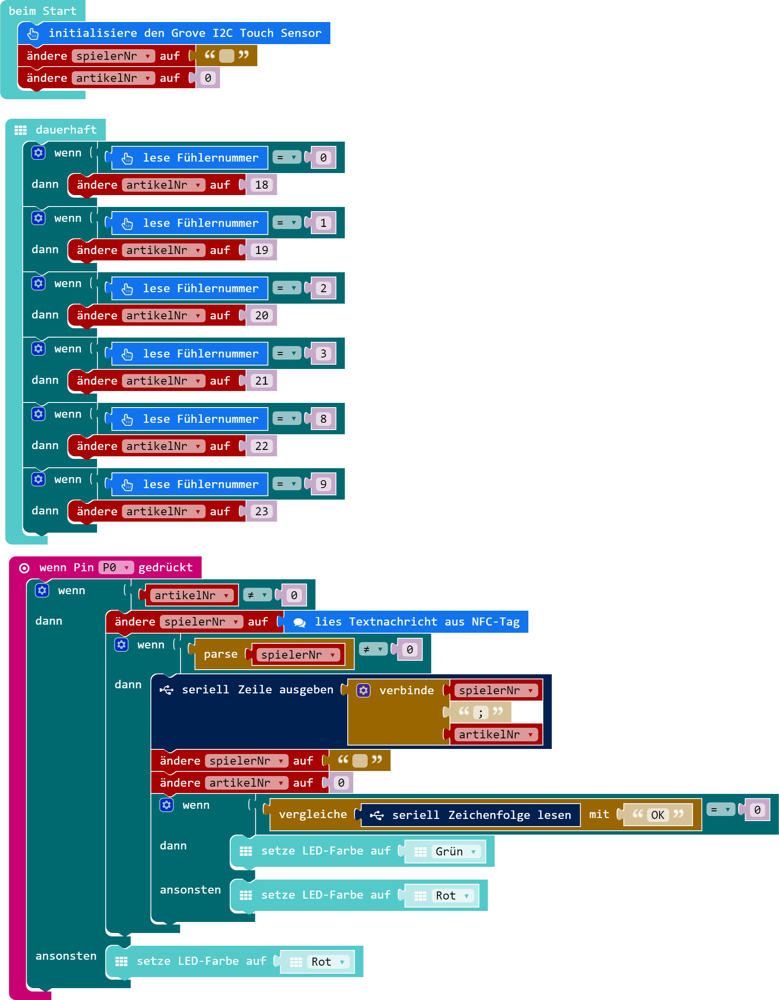 beim Start
initialisiere den Grove I2C Touch Sensor
ändere spielerNr ▾ auf “ ”
ändere artikelNr ▾ auf 0
dauerhaft
wenn lese Fühlernummer = ▾ 0
dann ändere artikelNr ▾ auf 18
wenn lese Fühlernummer = ▾ 1
dann ändere artikelNr ▾ auf 19
wenn lese Fühlernummer = ▾ 2
dann ändere artikelNr ▾ auf 20
wenn lese Fühlernummer = ▾ 3
dann ändere artikelNr ▾ auf 21
wenn lese Fühlernummer = ▾ 8
dann ändere artikelNr ▾ auf 22
wenn lese Fühlernummer = ▾ 9
dann ändere artikelNr ▾ auf 23
wenn Pin P0 ▾ gedrückt
wenn artikelNr ▾ ≠ ▾ 0
dann ändere spielerNr ▾ auf lies Textnachricht aus NFC-Tag
wenn parse spielerNr ▾ ≠ ▾ 0
dann seriell Zeile ausgeben verbinde spielerNr ▾
“ ; ”
artikelNr ▾
ändere spielerNr ▾ auf “ ”
ändere artikelNr ▾ auf 0
wenn vergleiche seriell Zeichenfolge lesen mit “ OK ” = ▾ 0
dann setze LED-Farbe auf Grün ▾
ansonsten setze LED-Farbe auf Rot ▾
ansonsten setze LED-Farbe auf Rot ▾